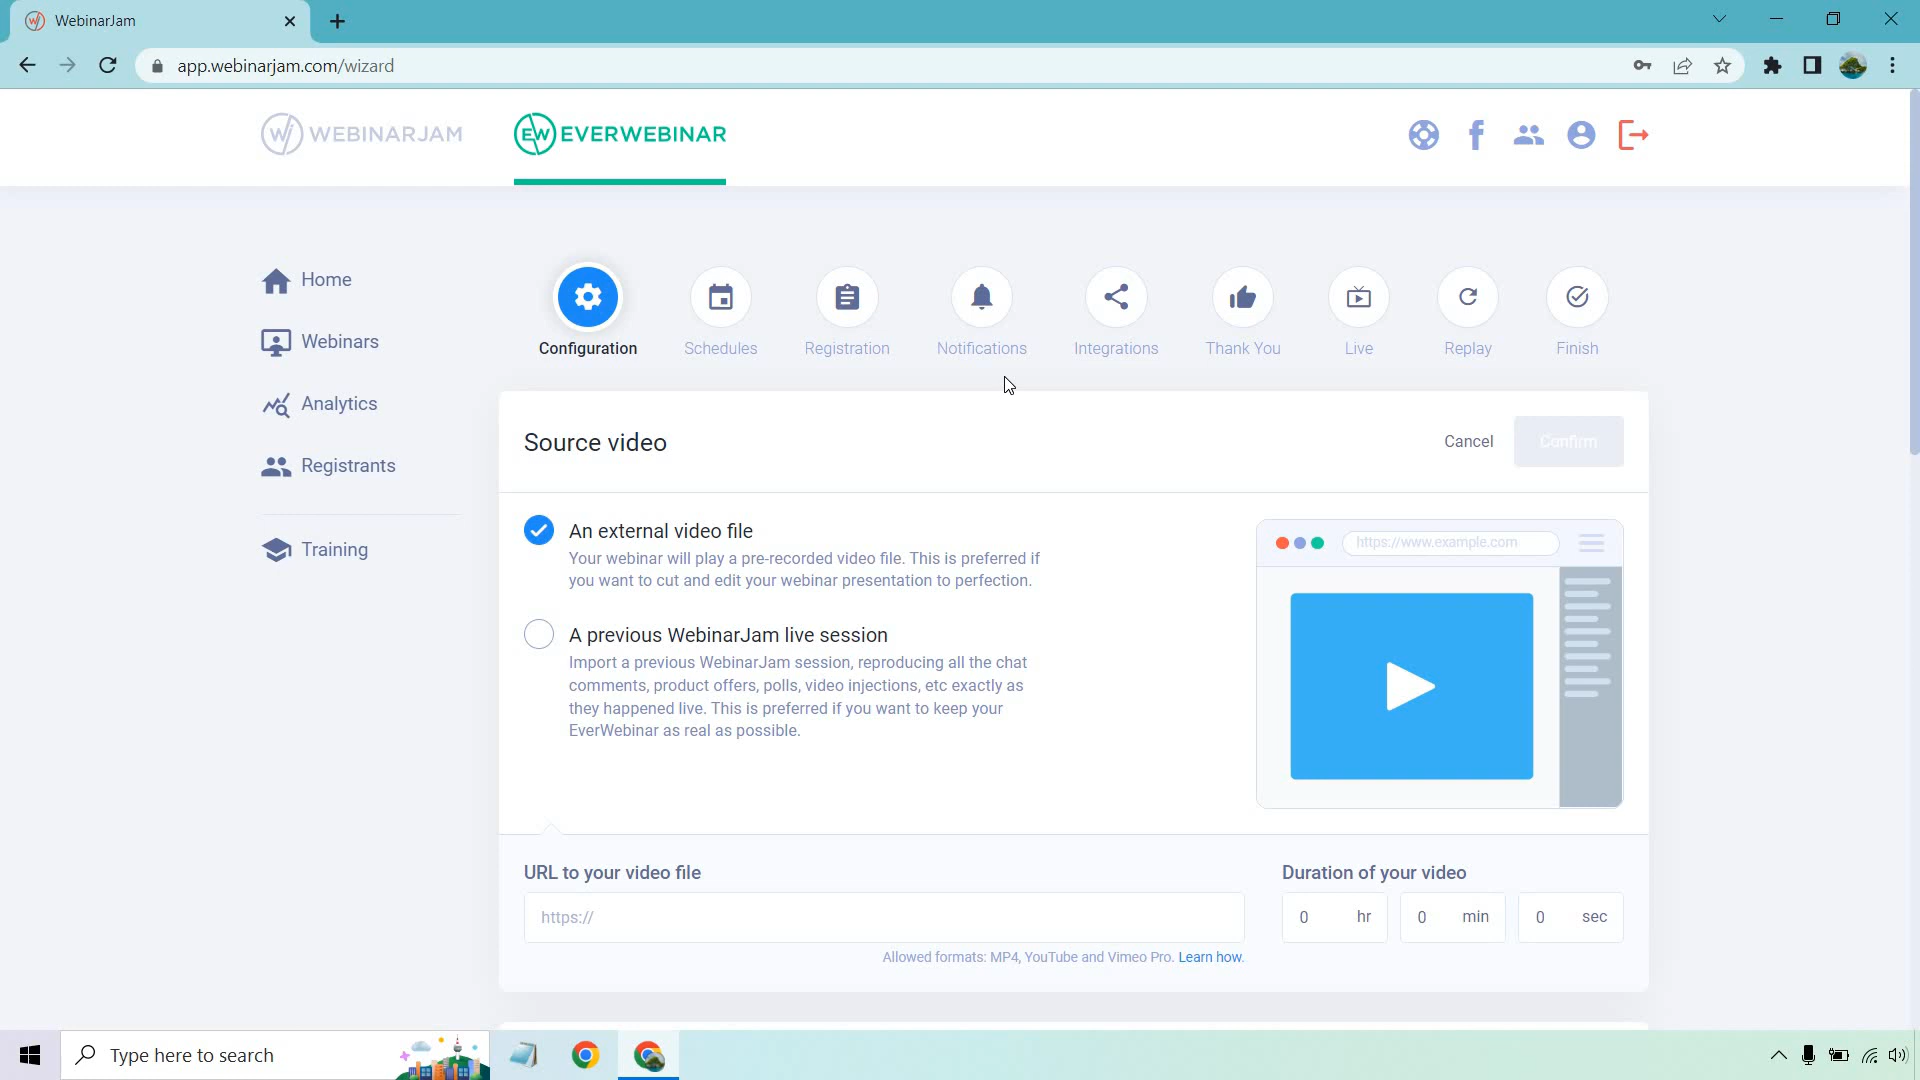 WebinarJam
app.webinarjam.com/wizard
WJ WEBINARJAM
EW EVERWEBINAR
Home
Webinars
Analytics
Registrants
Training
Configuration
Schedules
Registration
Notifications
Integrations
Thank You
Live
Replay
Finish
Source video
Cancel
Confirm
An external video file
Your webinar will play a pre-recorded video file. This is preferred if
you want to cut and edit your webinar presentation to perfection.
A previous WebinarJam live session
Import a previous WebinarJam session, reproducing all the chat
comments, product offers, polls, video injections, etc exactly as
they happened live. This is preferred if you want to keep your
EverWebinar as real as possible.
https://www.example.com
URL to your video file
https://
Allowed formats: MP4, YouTube and Vimeo Pro. Learn how.
Duration of your video
0 hr
0 min
0 sec
Type here to search